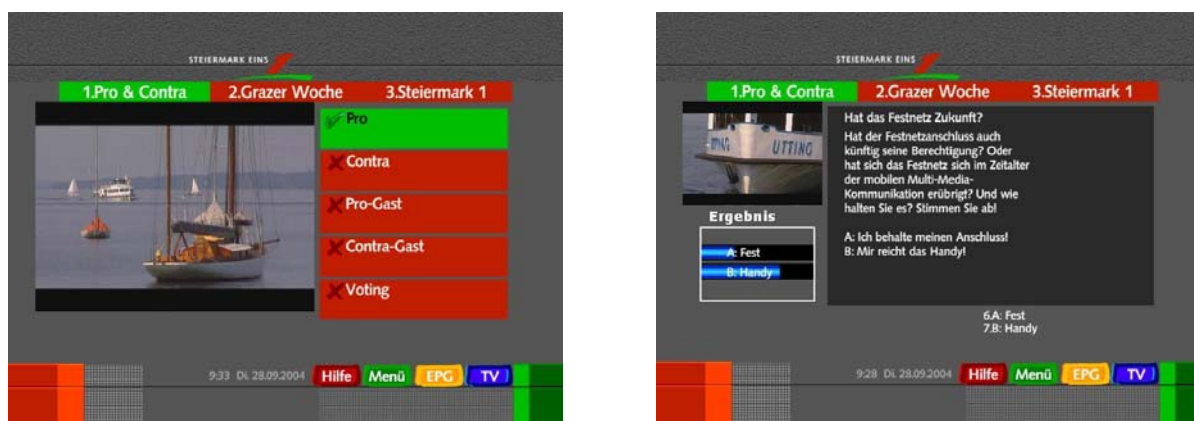 STEIERMARK EINS
1.Pro & Contra 2.Grazer Woche 3.Steiermark 1
Pro
Contra
Pro-Gast
Contra-Gast
Voting
9:33 Di. 28.09.2004 Hilfe Menü EPG TV
STEIERMARK EINS
1.Pro & Contra 2.Grazer Woche 3.Steiermark 1
UTTING
Ergebnis
A: Fest
B: Handy
Hat das Festnetz Zukunft?
Hat der Festnetzanschluss auch
künftig seine Berechtigung? Oder
hat sich das Festnetz sich im Zeitalter
der mobilen Multi-Media-
Kommunikation erübrigt? Und wie
halten Sie es? Stimmen Sie ab!
A: Ich behalte meinen Anschluss!
B: Mir reicht das Handy!
6.A: Fest
7.B: Handy
9:28 Di. 28.09.2004 Hilfe Menü EPG TV